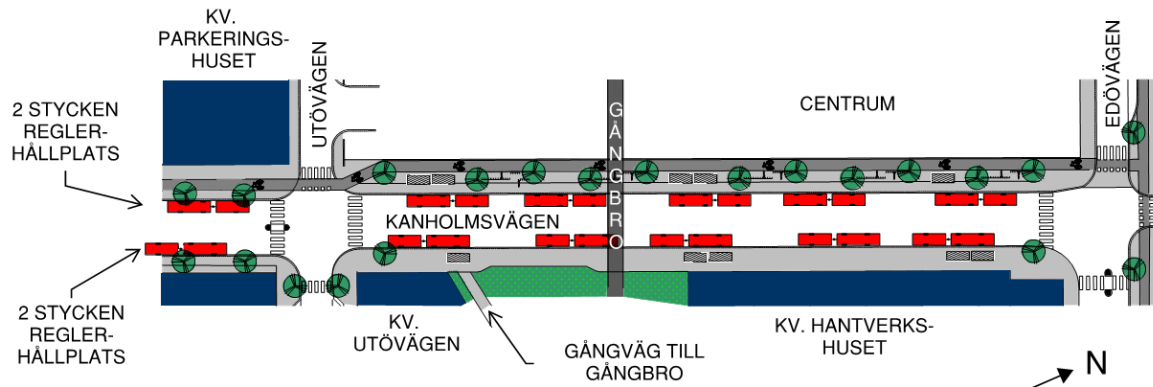 KV.
PARKERINGS-
HUSET
UTÖVÄGEN
2 STYCKEN
REGLER-
HÅLLPLATS
GÅNGBRO
CENTRUM
EDÖVÄGEN
KANHOLMSVÄGEN
2 STYCKEN
REGLER-
HÅLLPLATS
KV.
UTÖVÄGEN
GÅNGVÄG TILL
GÅNGBRO
KV. HANTVERKS-
HUSET
N